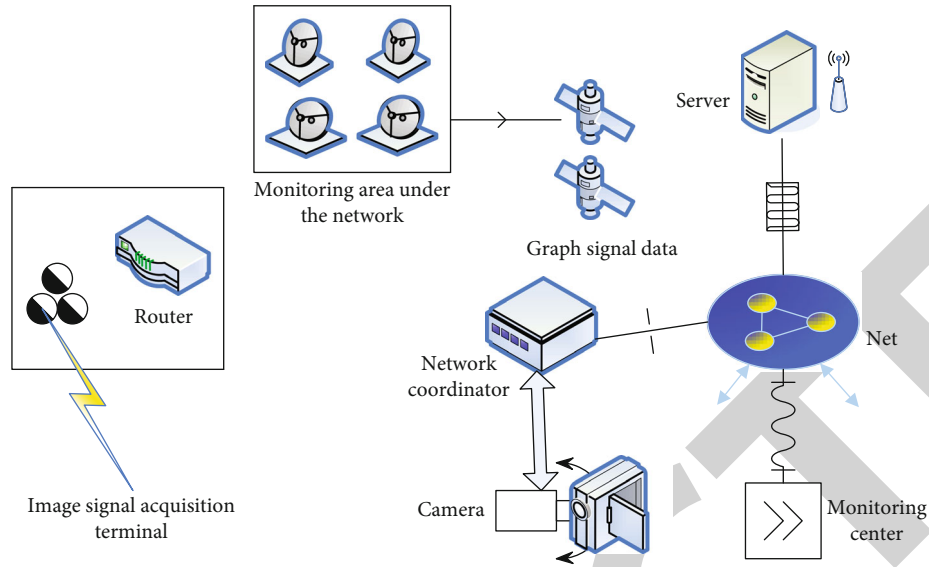 Server
Monitoring area under
the network
Graph signal data
Router
Net
Network
coordinator
Image signal acquisition
terminal
Camera
Monitoring
center